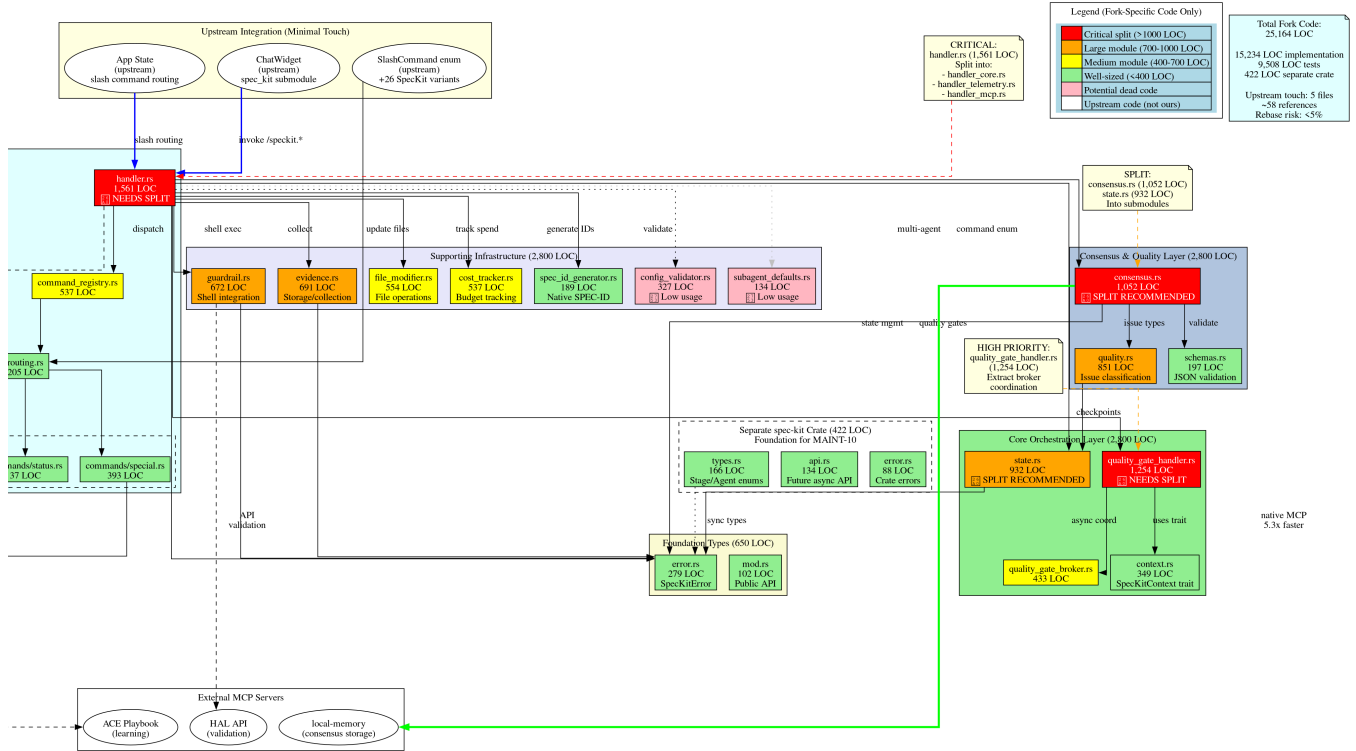 Upstream Integration (Minimal Touch)
App State
(upstream)
slash command routing
ChatWidget
(upstream)
spec_kit submodule
SlashCommand enum
(upstream)
+26 SpecKit variants
CRITICAL:
handler.rs (1,561 LOC)
Split into:
- handler_core.rs
- handler_telemetry.rs
- handler_mcp.rs
Legend (Fork-Specific Code Only)
Critical split (>1000 LOC)
Large module (700-1000 LOC)
Medium module (400-700 LOC)
Well-sized (<400 LOC)
Potential dead code
Upstream code (not ours)
Total Fork Code:
25,164 LOC
15,234 LOC implementation
9,508 LOC tests
422 LOC separate crate
Upstream touch: 5 files
~58 references
Rebase risk: <5%
slash routing
invoke /speckit.*
handler.rs
1,561 LOC
NEEDS SPLIT
SPLIT:
consensus.rs (1,052 LOC)
state.rs (932 LOC)
Into submodules
dispatch
shell exec
collect
update files
track spend
generate IDs
validate
multi-agent
command enum
Supporting Infrastructure (2,800 LOC)
guardrail.rs
672 LOC
Shell integration
evidence.rs
691 LOC
Storage/collection
file_modifier.rs
554 LOC
File operations
cost_tracker.rs
537 LOC
Budget tracking
spec_id_generator.rs
189 LOC
Native SPEC-ID
config_validator.rs
327 LOC
Low usage
subagent_defaults.rs
134 LOC
Low usage
Consensus & Quality Layer (2,800 LOC)
consensus.rs
1,052 LOC
SPLIT RECOMMENDED
command_registry.rs
537 LOC
state mgmt
quality gates
issue types
validate
HIGH PRIORITY:
quality_gate_handler.rs
(1,254 LOC)
Extract broker
coordination
quality.rs
851 LOC
Issue classification
schemas.rs
197 LOC
JSON validation
routing.rs
205 LOC
checkpoints
Separate spec-kit Crate (422 LOC)
Foundation for MAINT-10
types.rs
166 LOC
Stage/Agent enums
api.rs
134 LOC
Future async API
error.rs
88 LOC
Crate errors
Core Orchestration Layer (2,800 LOC)
state.rs
932 LOC
SPLIT RECOMMENDED
quality_gate_handler.rs
1,254 LOC
NEEDS SPLIT
mands/status.rs
37 LOC
commands/special.rs
393 LOC
API
validation
sync types
async coord
uses trait
native MCP
5.3x faster
Foundation Types (650 LOC)
error.rs
279 LOC
SpecKitError
mod.rs
102 LOC
Public API
quality_gate_broker.rs
433 LOC
context.rs
349 LOC
SpecKitContext trait
External MCP Servers
ACE Playbook
(learning)
HAL API
(validation)
local-memory
(consensus storage)